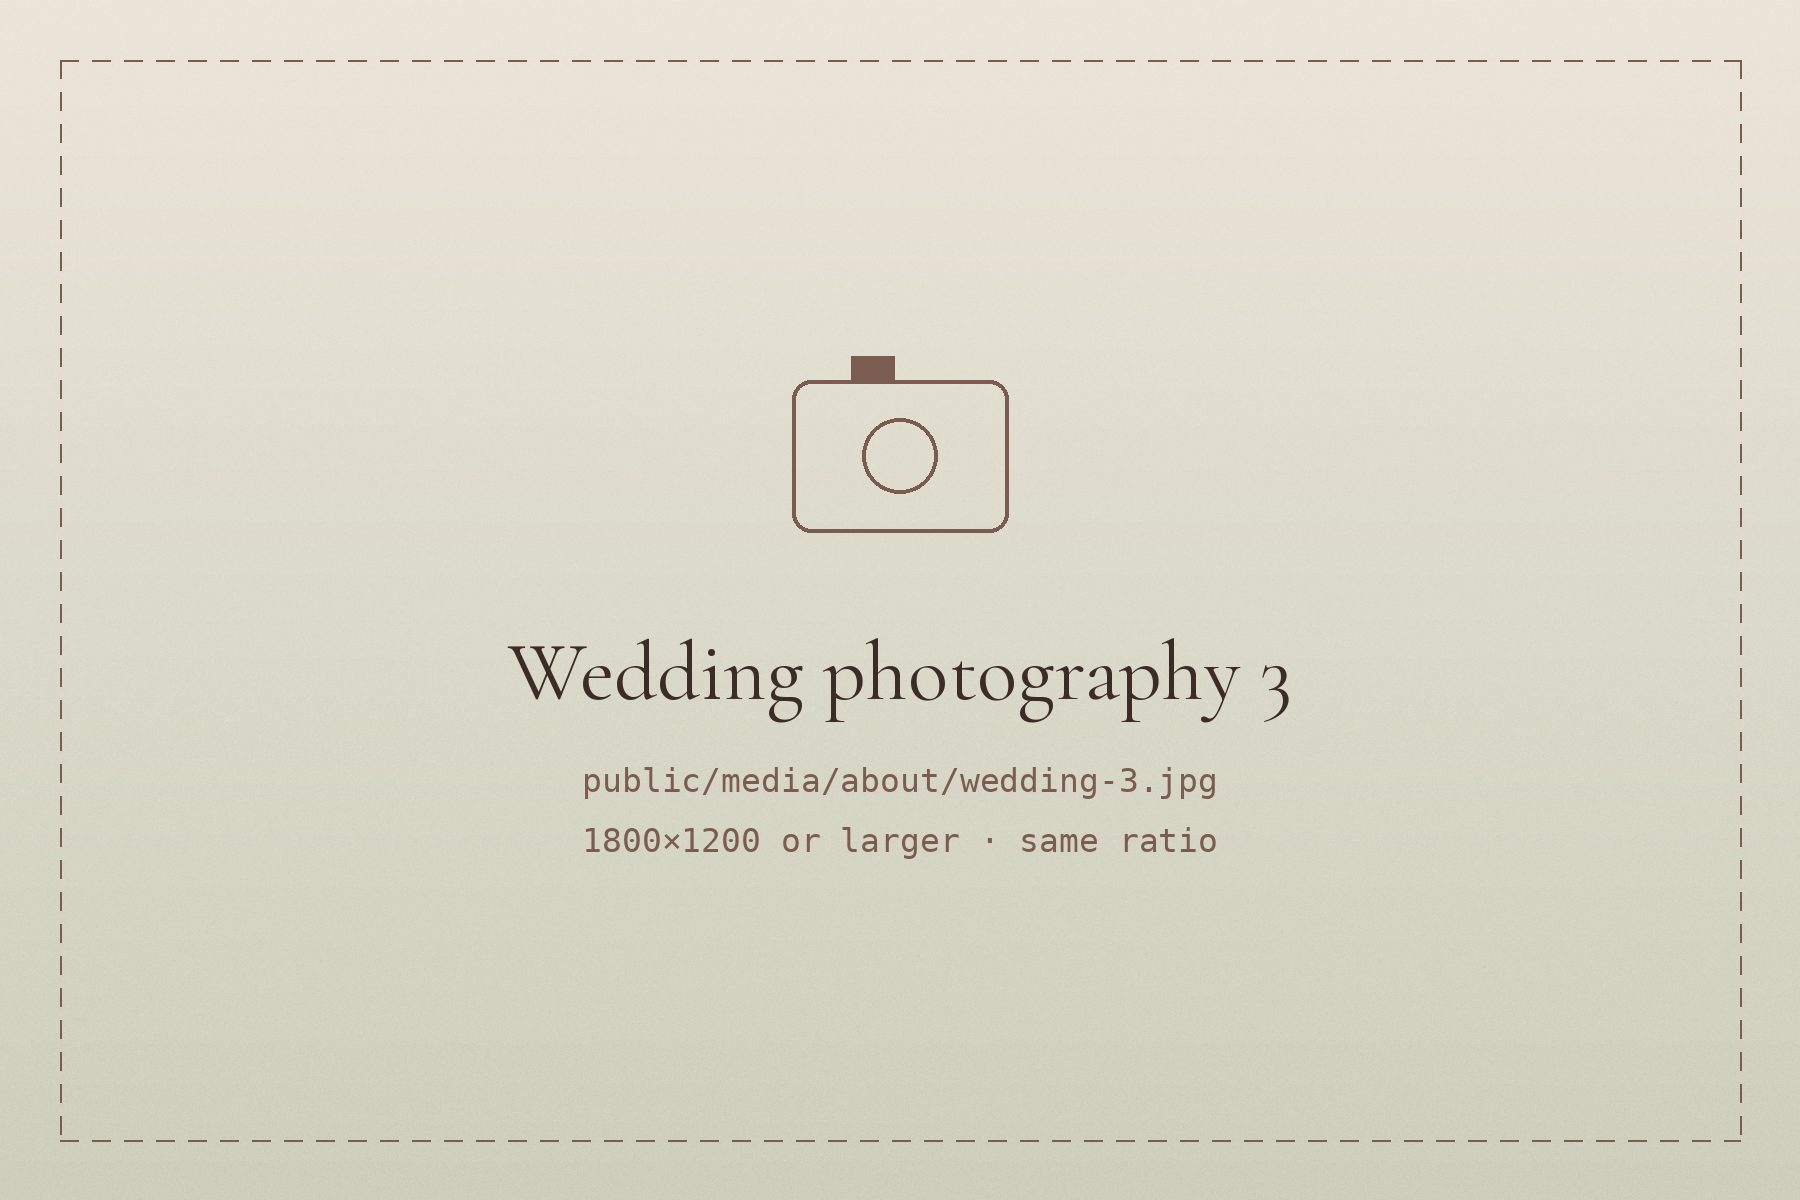 Wedding photography 3
public/media/about/wedding-3.jpg
1800×1200 or larger · same ratio